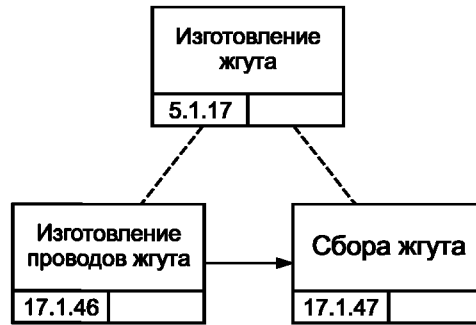 Изготовление
жгута
5.1.17
Изготовление
проводов жгута
17.1.46
Сбора жгута
17.1.47